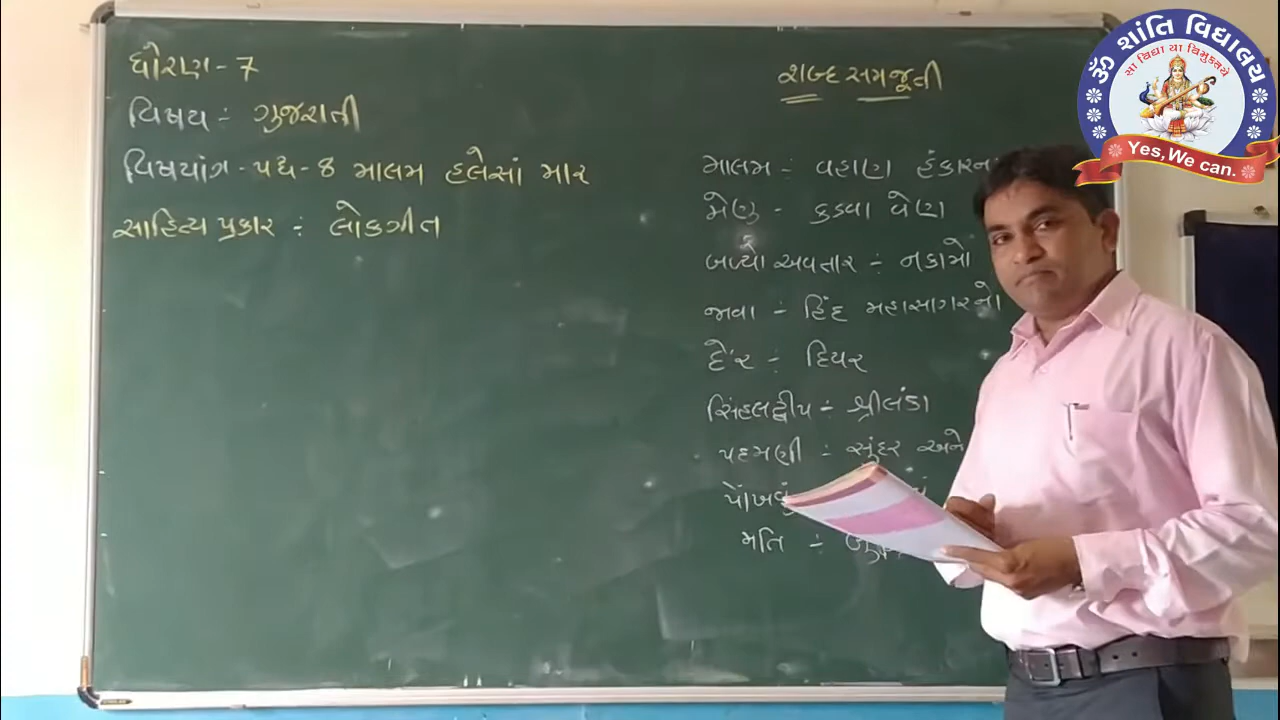 ધોરણ - 7
વિષય ÷ ગુજરાતી
વિષયાંગ - પદ્ય - 8 માલમ હલેસાં માર
સાહિત્ય પ્રકાર ÷ લોકગીત
શબ્દ સમજૂતી
માલમ ÷ વહાણ હંકારના
મેણુ - કડવા વેણ
બળ્યો અવતાર ÷ નકામો
જાવા ÷ હિંદ મહાસાગરનો
દે'ર ÷ દિયર
સિંહલદ્વીપ ÷ શ્રીલંકા
પદમણી ÷ સુંદર અને
પોંખવું
મતિ ÷
ૐ શાંતિ વિદ્યાલય
સા વિદ્યા યા વિમુક્તયે
Yes, We can.